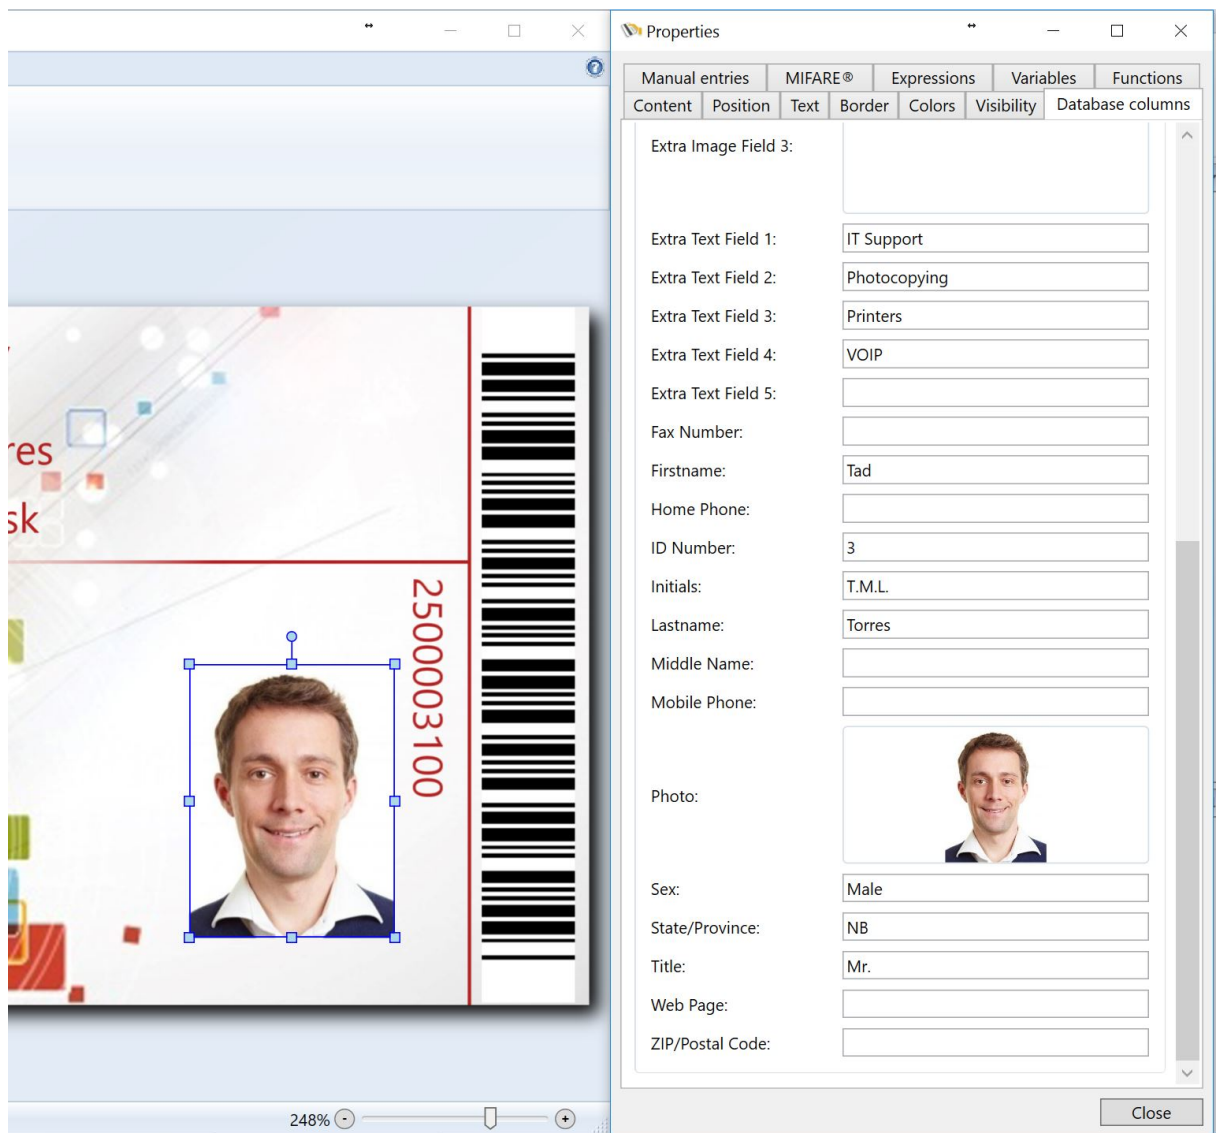 Properties
Manual entries MIFARE® Expressions Variables Functions
Content Position Text Border Colors Visibility Database columns
Extra Image Field 3:
Extra Text Field 1: IT Support
Extra Text Field 2: Photocopying
Extra Text Field 3: Printers
Extra Text Field 4: VOIP
Extra Text Field 5:
Fax Number:
Firstname: Tad
Home Phone:
ID Number: 3
Initials: T.M.L.
Lastname: Torres
Middle Name:
Mobile Phone:
Photo:
Sex: Male
State/Province: NB
Title: Mr.
Web Page:
ZIP/Postal Code:
Close
res
sk
2500003100
248%